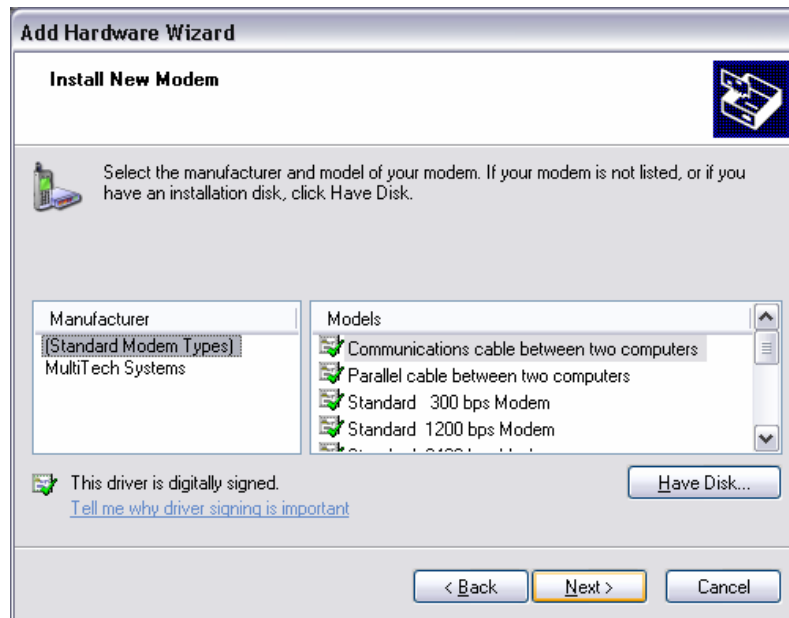 Add Hardware Wizard
Install New Modem
Select the manufacturer and model of your modem. If your modem is not listed, or if you
have an installation disk, click Have Disk.
Manufacturer
(Standard Modem Types)
MultiTech Systems
Models
Communications cable between two computers
Parallel cable between two computers
Standard 300 bps Modem
Standard 1200 bps Modem
This driver is digitally signed.
Tell me why driver signing is important
Have Disk...
< Back
Next >
Cancel